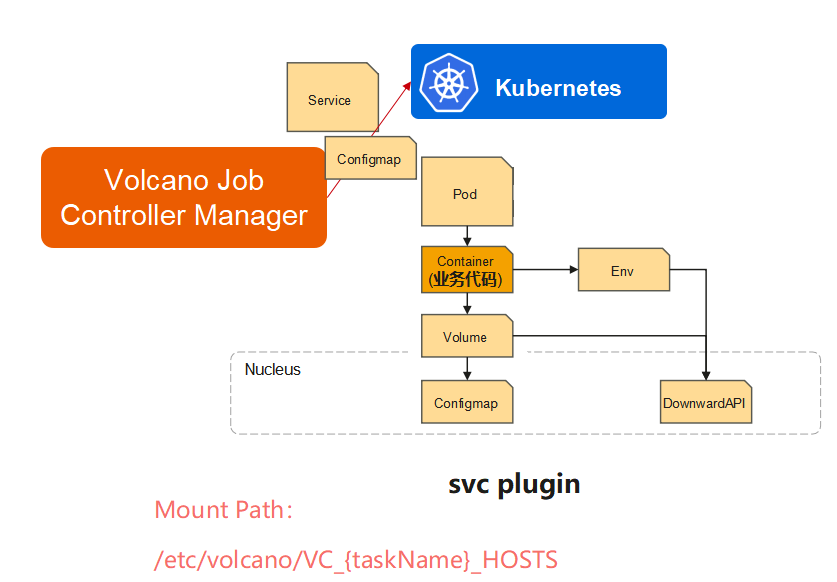 Service
Kubernetes
Configmap
Volcano Job
Controller Manager
Pod
Container
(业务代码)
Env
Volume
Nucleus
Configmap
DownwardAPI
svc plugin
Mount Path：
/etc/volcano/VC_{taskName}_HOSTS